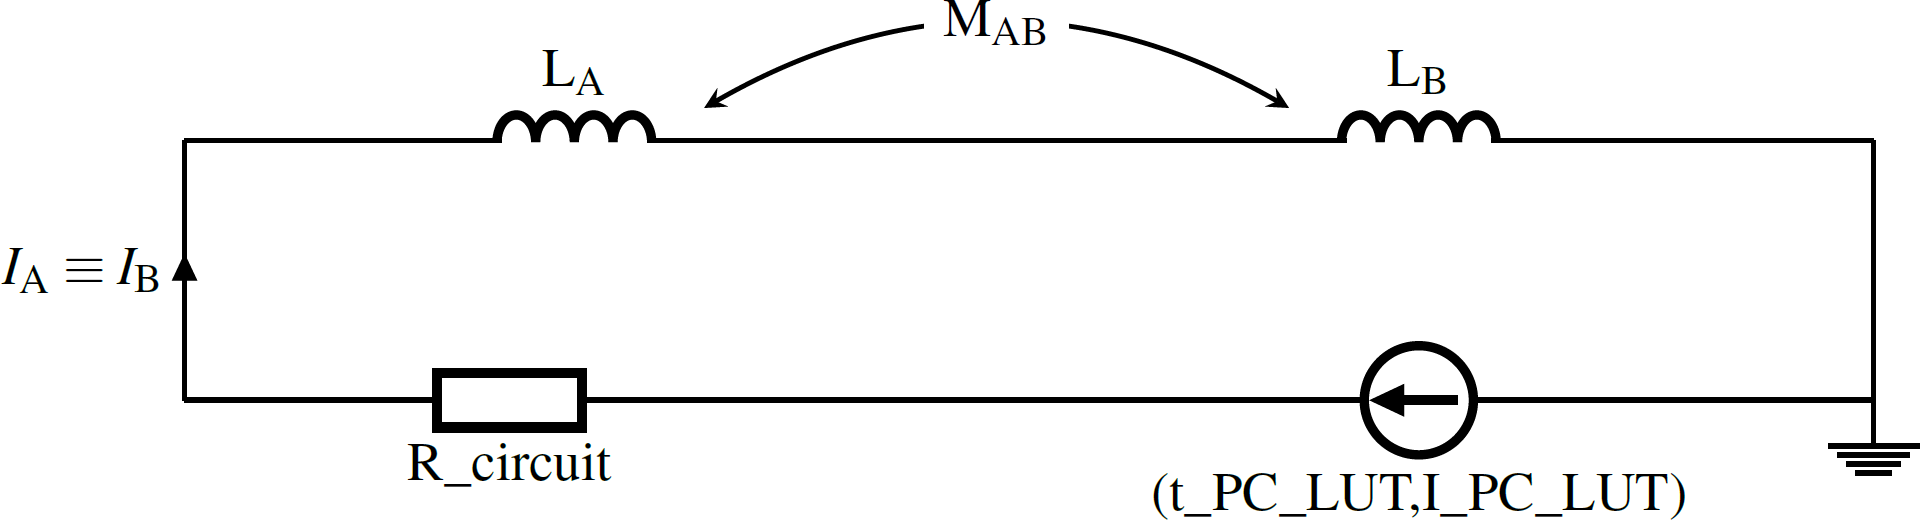 M_AB
L_A
L_B
I_A ≡ I_B
R_circuit
(t_PC_LUT,I_PC_LUT)